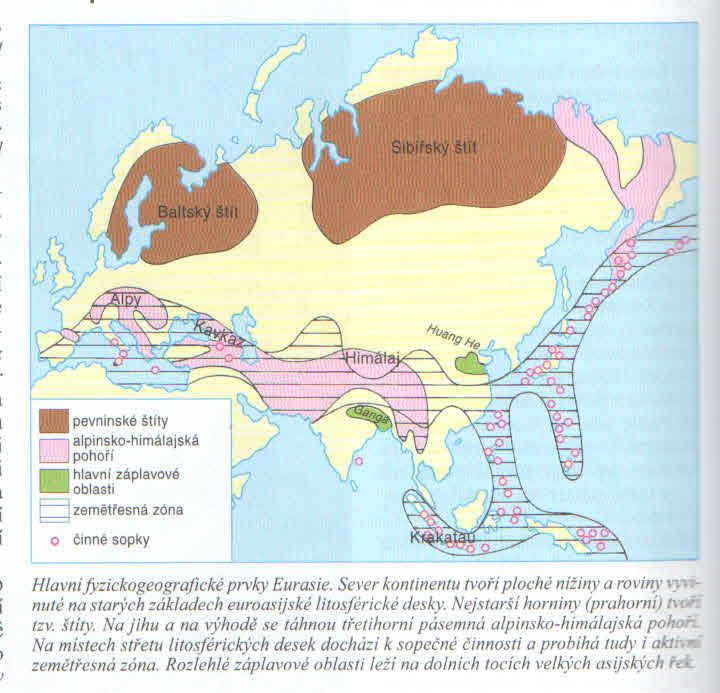 Sibiřský štít
Baltský štít
Alpy
Kavkaz
Huang He
Himálaj
Ganga
pevninské štíty
alpinsko-himálajská
pohoří
hlavní záplavové
oblasti
zemětřesná zóna
činné sopky
Krakatau
Hlavní fyzickogeografické prvky Eurasie. Sever kontinentu tvoří ploché nížiny a roviny vyvi-
nuté na starých základech euroasijské litosférické desky. Nejstarší horniny (prahorní) tvoří
tzv. štíty. Na jihu a na výhodě se táhnou třetihorní pásemná alpinsko-himálajská pohoří.
Na místech střetu litosférických desek dochází k sopečné činnosti a probíhá tudy i aktivní
zemětřesná zóna. Rozlehlé záplavové oblasti leží na dolních tocích velkých asijských řek.